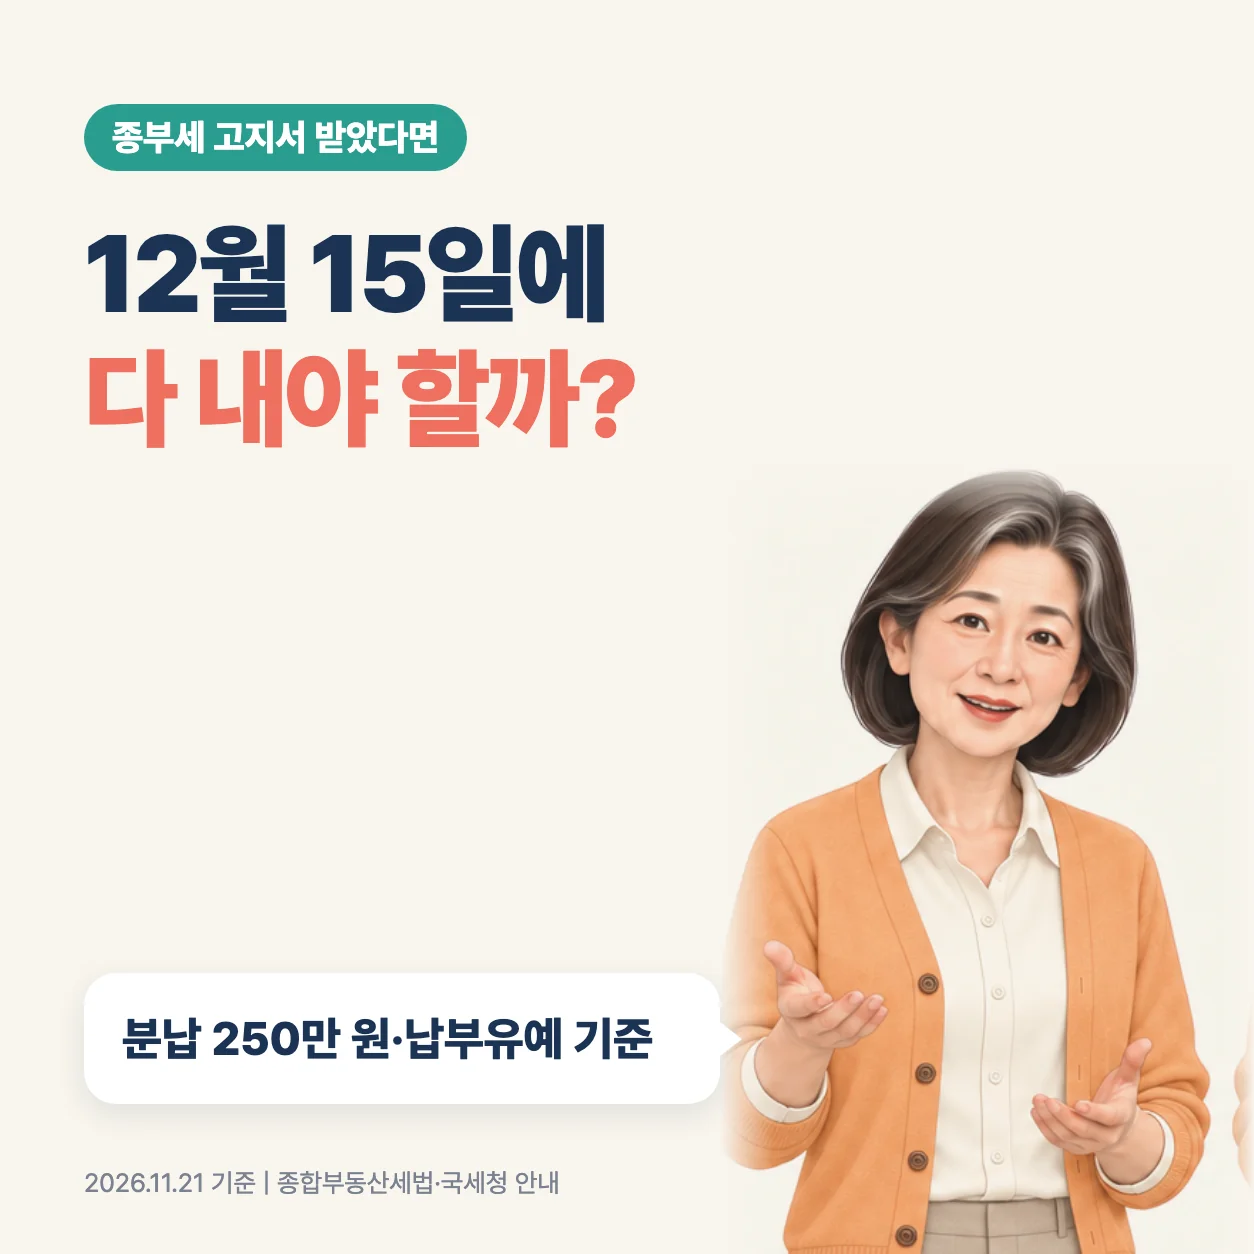 종부세 고지서 받았다면
12월 15일에
다 내야 할까?
분납 250만 원·납부유예 기준
2026.11.21 기준 | 종합부동산세법·국세청 안내